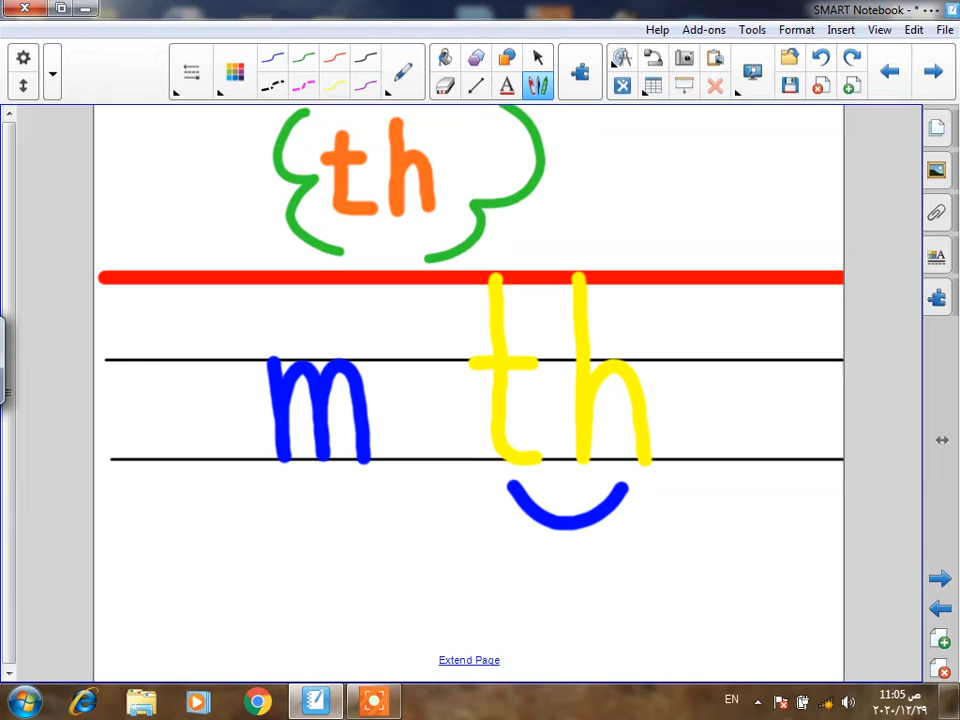 SMART Notebook - * •••
Help Add-ons Tools Format Insert View Edit File
th
m th
Extend Page
EN
11:05 ص
٢٠٢٠/١٢/٢٩